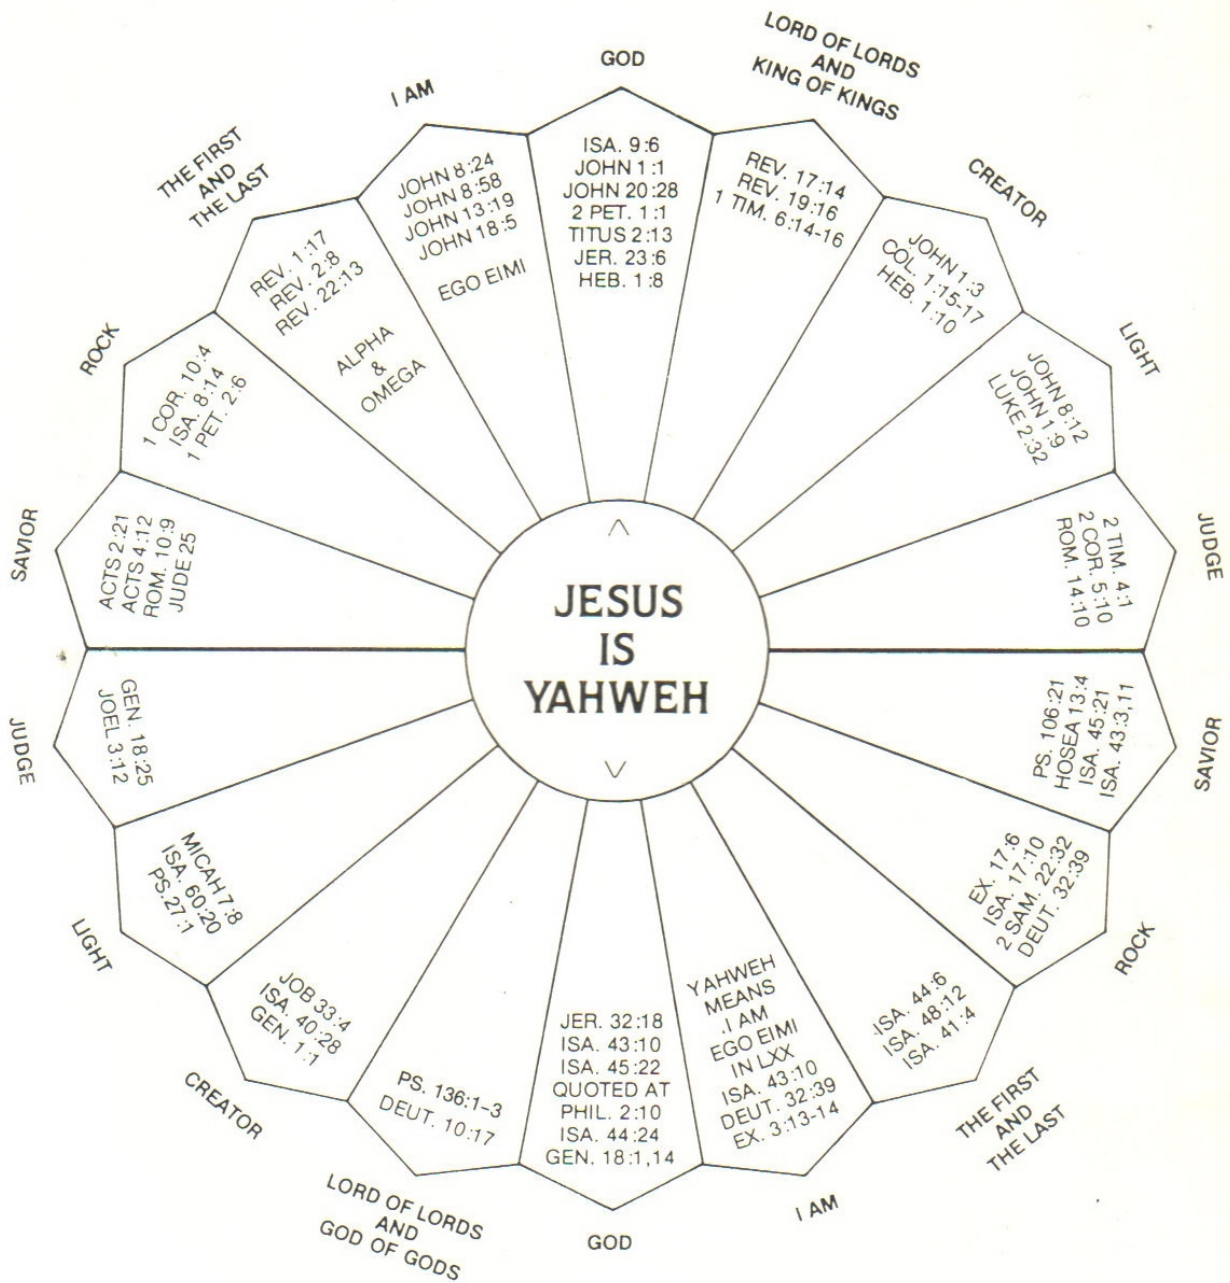 GOD
ISA. 9:6
JOHN 1:1
JOHN 20:28
2 PET. 1:1
TITUS 2:13
JER. 23:6
HEB. 1:8
LORD OF LORDS
AND
KING OF KINGS
REV. 17:14
REV. 19:16
1 TIM. 6:14-16
CREATOR
JOHN 1:3
COL. 1:15-17
HEB. 1:10
LIGHT
JOHN 8:12
JOHN 1:9
LUKE 2:32
JUDGE
2 TIM. 4:1
2 COR. 5:10
ROM. 14:10
SAVIOR
PS. 106:21
HOSEA 13:4
ISA. 45:21
ISA. 43:3,11
ROCK
EX. 17:6
ISA. 17:10
2 SAM. 22:32
DEUT. 32:39
THE FIRST
AND
THE LAST
ISA. 44:6
ISA. 48:12
ISA. 41:4
I AM
YAHWEH
MEANS
I AM
EGO EIMI
IN LXX
ISA. 43:10
DEUT. 32:39
EX. 3:13-14
GOD
JER. 32:18
ISA. 43:10
ISA. 45:22
QUOTED AT
PHIL. 2:10
ISA. 44:24
GEN. 18:1,14
LORD OF LORDS
AND
GOD OF GODS
PS. 136:1-3
DEUT. 10:17
CREATOR
JOB 33:4
ISA. 40:28
GEN. 1:1
LIGHT
MICAH 7:8
ISA. 60:20
PS.27:1
JUDGE
GEN. 18:25
JOEL 3:12
SAVIOR
ACTS 2:21
ACTS 4:12
ROM. 10:9
JUDE 25
ROCK
1 COR. 10:4
ISA. 8:14
1 PET. 2:6
THE FIRST
AND
THE LAST
REV. 1:17
REV. 2:8
REV. 22:13
ALPHA
&
OMEGA
I AM
JOHN 8:24
JOHN 8:58
JOHN 13:19
JOHN 18:5
EGO EIMI
JESUS
IS
YAHWEH